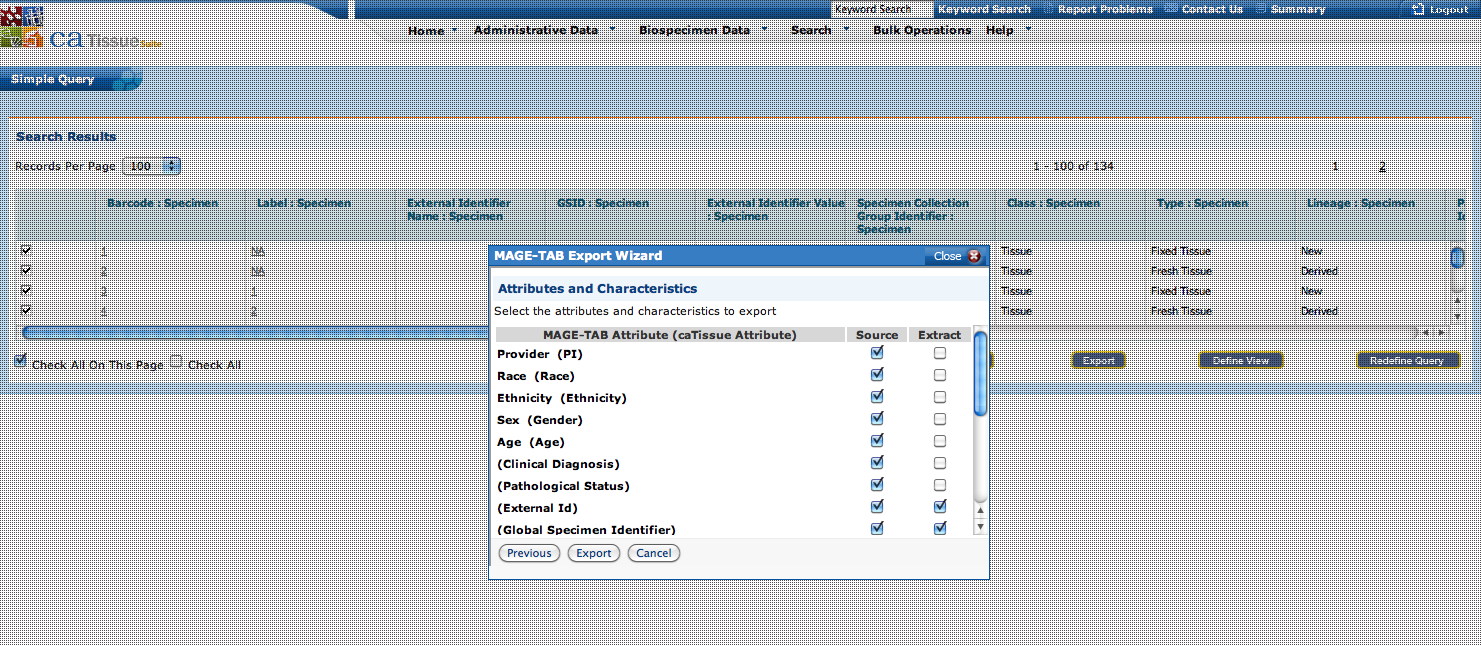 Keyword Search Keyword Search Report Problems Contact Us Summary Logout
caTissue Suite
Home Administrative Data Biospecimen Data Search Bulk Operations Help
Simple Query
Search Results
Records Per Page 100 1 - 100 of 134 1 2
Barcode : Specimen Label : Specimen External Identifier Name : Specimen GSID : Specimen External Identifier Value : Specimen Specimen Collection Group Identifier : Specimen Class : Specimen Type : Specimen Lineage : Specimen
1 NA Tissue Fixed Tissue New
2 NA Tissue Fresh Tissue Derived
3 1 Tissue Fixed Tissue New
4 2 Tissue Fresh Tissue Derived
Check All On This Page Check All Export Define View Redefine Query
MAGE-TAB Export Wizard Close
Attributes and Characteristics
Select the attributes and characteristics to export
MAGE-TAB Attribute (caTissue Attribute) Source Extract
Provider (PI)
Race (Race)
Ethnicity (Ethnicity)
Sex (Gender)
Age (Age)
(Clinical Diagnosis)
(Pathological Status)
(External Id)
(Global Specimen Identifier)
Previous Export Cancel